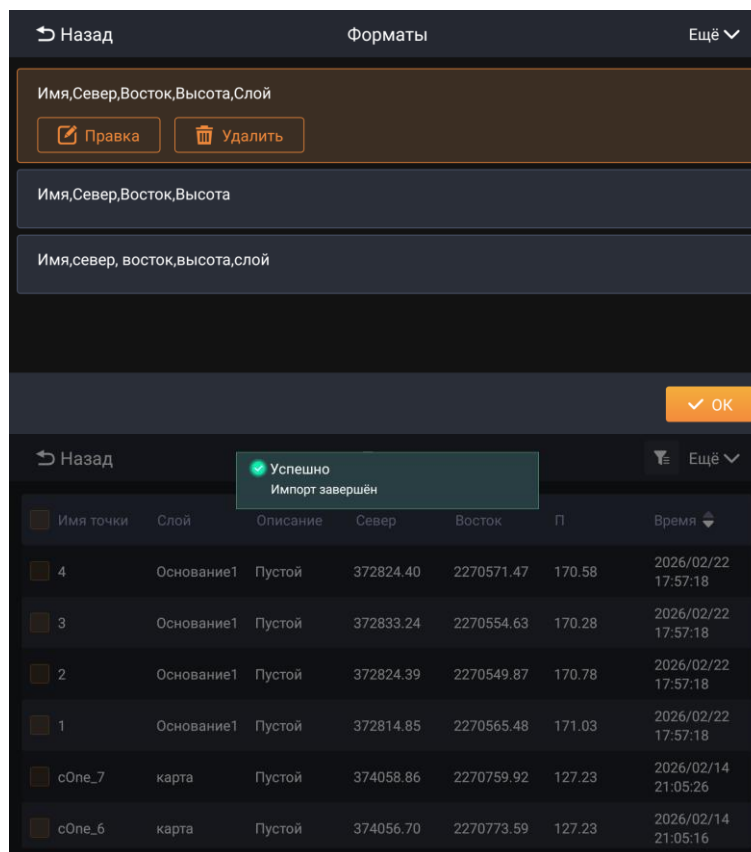 Назад Форматы Ещё
Имя,Север,Восток,Высота,Слой
Правка Удалить
Имя,Север,Восток,Высота
Имя,север, восток,высота,слой
OK
Назад Ещё
Успешно
Импорт завершён
Имя точки Слой Описание Север Восток П Время
4 Основание1 Пустой 372824.40 2270571.47 170.58 2026/02/22 17:57:18
3 Основание1 Пустой 372833.24 2270554.63 170.28 2026/02/22 17:57:18
2 Основание1 Пустой 372824.39 2270549.87 170.78 2026/02/22 17:57:18
1 Основание1 Пустой 372814.85 2270565.48 171.03 2026/02/22 17:57:18
cOne_7 карта Пустой 374058.86 2270759.92 127.23 2026/02/14 21:05:26
cOne_6 карта Пустой 374056.70 2270773.59 127.23 2026/02/14 21:05:16